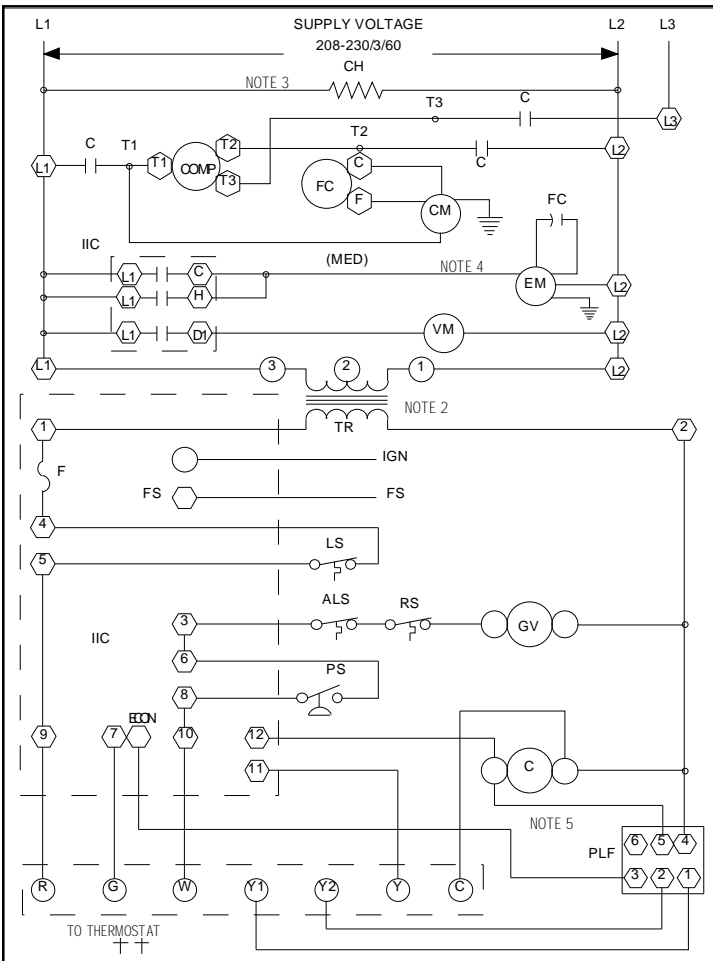 L1 SUPPLY VOLTAGE L2 L3
208-230/3/60
CH
NOTE 3
T3 C
L3
C T1 T2
L1 T1 COMP T2 C L2
T3 C
FC
F CM
IIC FC
(MED)
L1 C NOTE 4
L1 H EM L2
L1 D1 VM L2
L1 3 2 1 L2
NOTE 2
1 TR 2
IGN
F
FS FS
4
LS
5
ALS RS
3 GV
IIC
6
PS
8
ECON
9 7 10 12
C
11
NOTE 5
PLF 6 5 4
3 2 1
R G W Y1 Y2 Y C
TO THERMOSTAT